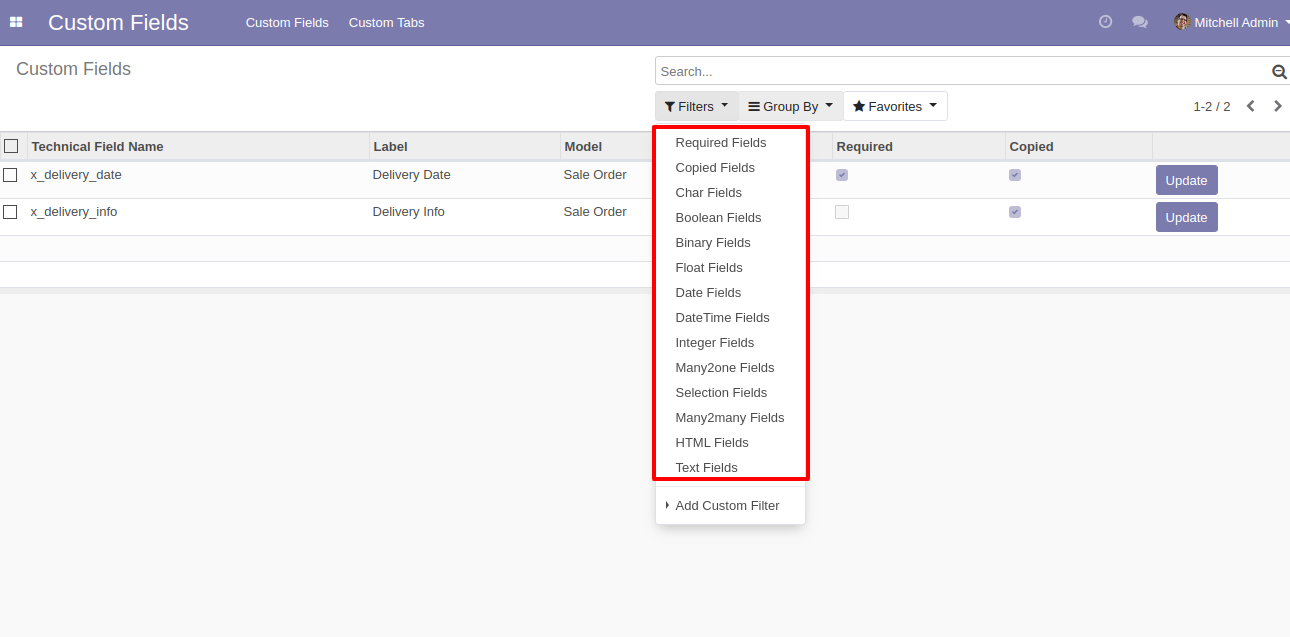 Custom Fields Custom Fields Custom Tabs Mitchell Admin
Custom Fields
Search...
Filters Group By Favorites 1-2 / 2
Technical Field Name Label Model Required Copied
x_delivery_date Delivery Date Sale Order Update
x_delivery_info Delivery Info Sale Order Update
Required Fields
Copied Fields
Char Fields
Boolean Fields
Binary Fields
Float Fields
Date Fields
DateTime Fields
Integer Fields
Many2one Fields
Selection Fields
Many2many Fields
HTML Fields
Text Fields
Add Custom Filter